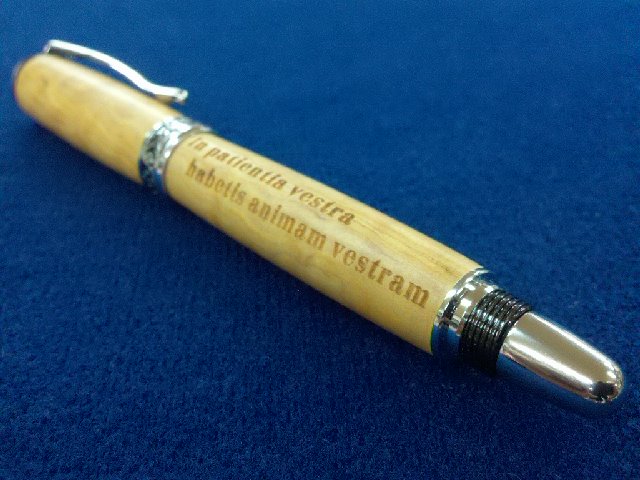 In patientia vestra
habetis animam vestram